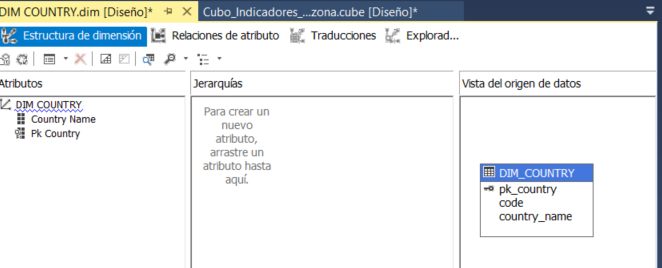 DIM COUNTRY.dim [Diseño]*
Cubo_Indicadores_...zona.cube [Diseño]*
Estructura de dimensión
Relaciones de atributo
Traducciones
Explorad...
Atributos
Jerarquías
Vista del origen de datos
DIM COUNTRY
Country Name
Pk Country
Para crear un
nuevo
atributo,
arrastre un
atributo hasta
aquí.
DIM_COUNTRY
pk_country
code
country_name